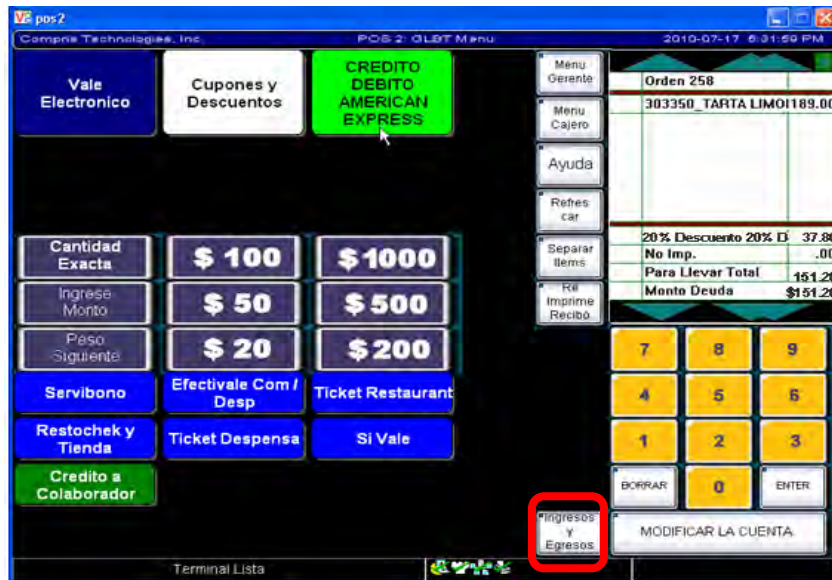 pos2
Compris Technologies, Inc.
POS 2: GLBT Menu
2010-07-17 6:31:59 PM
Vale
Electronico
Cupones y
Descuentos
CREDITO
DEBITO
AMERICAN
EXPRESS
Menu
Gerente
Menu
Cajero
Ayuda
Refres
car
Separar
Items
Re
Imprime
Recibo
Orden 258
303350_TARTA LIMOI189.00
20% Descuento 20% D 37.80
No Imp. .00
Para Llevar Total 151.20
Monto Deuda $151.20
Cantidad
Exacta
$ 100
$1000
Ingrese
Monto
$ 50
$500
Peso
Siguiente
$ 20
$200
Servibono
Efectivale Com /
Desp
Ticket Restaurant
Restochek y
Tienda
Ticket Despensa
Si Vale
Credito a
Colaborador
7
8
9
4
5
6
1
2
3
BORRAR
0
ENTER
Ingresos
y
Egresos
MODIFICAR LA CUENTA
Terminal Lista